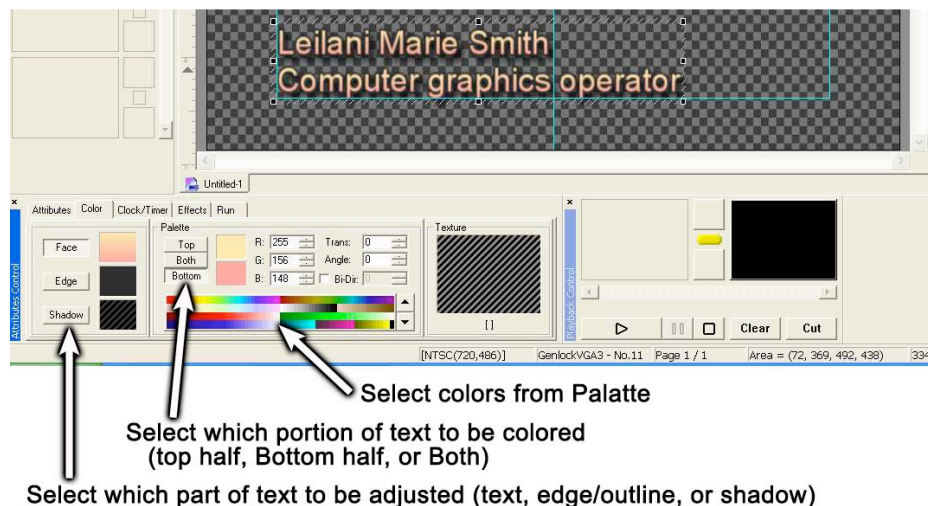 Leilani Marie Smith
Computer graphics operator
Untitled-1
Attributes Color Clock/Timer Effects Run
Attributes Control
Face
Edge
Shadow
Palette
Top
Both
Bottom
R: 255 Trans: 0
G: 156 Angle: 0
B: 148 Bi-Dir: 0
Texture
[ ]
Playback Control
Clear Cut
[NTSC(720,486)] GenlockVGA3 - No.11 Page 1 / 1 Area = (72, 369, 492, 438) 334
Select colors from Palatte
Select which portion of text to be colored
(top half, Bottom half, or Both)
Select which part of text to be adjusted (text, edge/outline, or shadow)